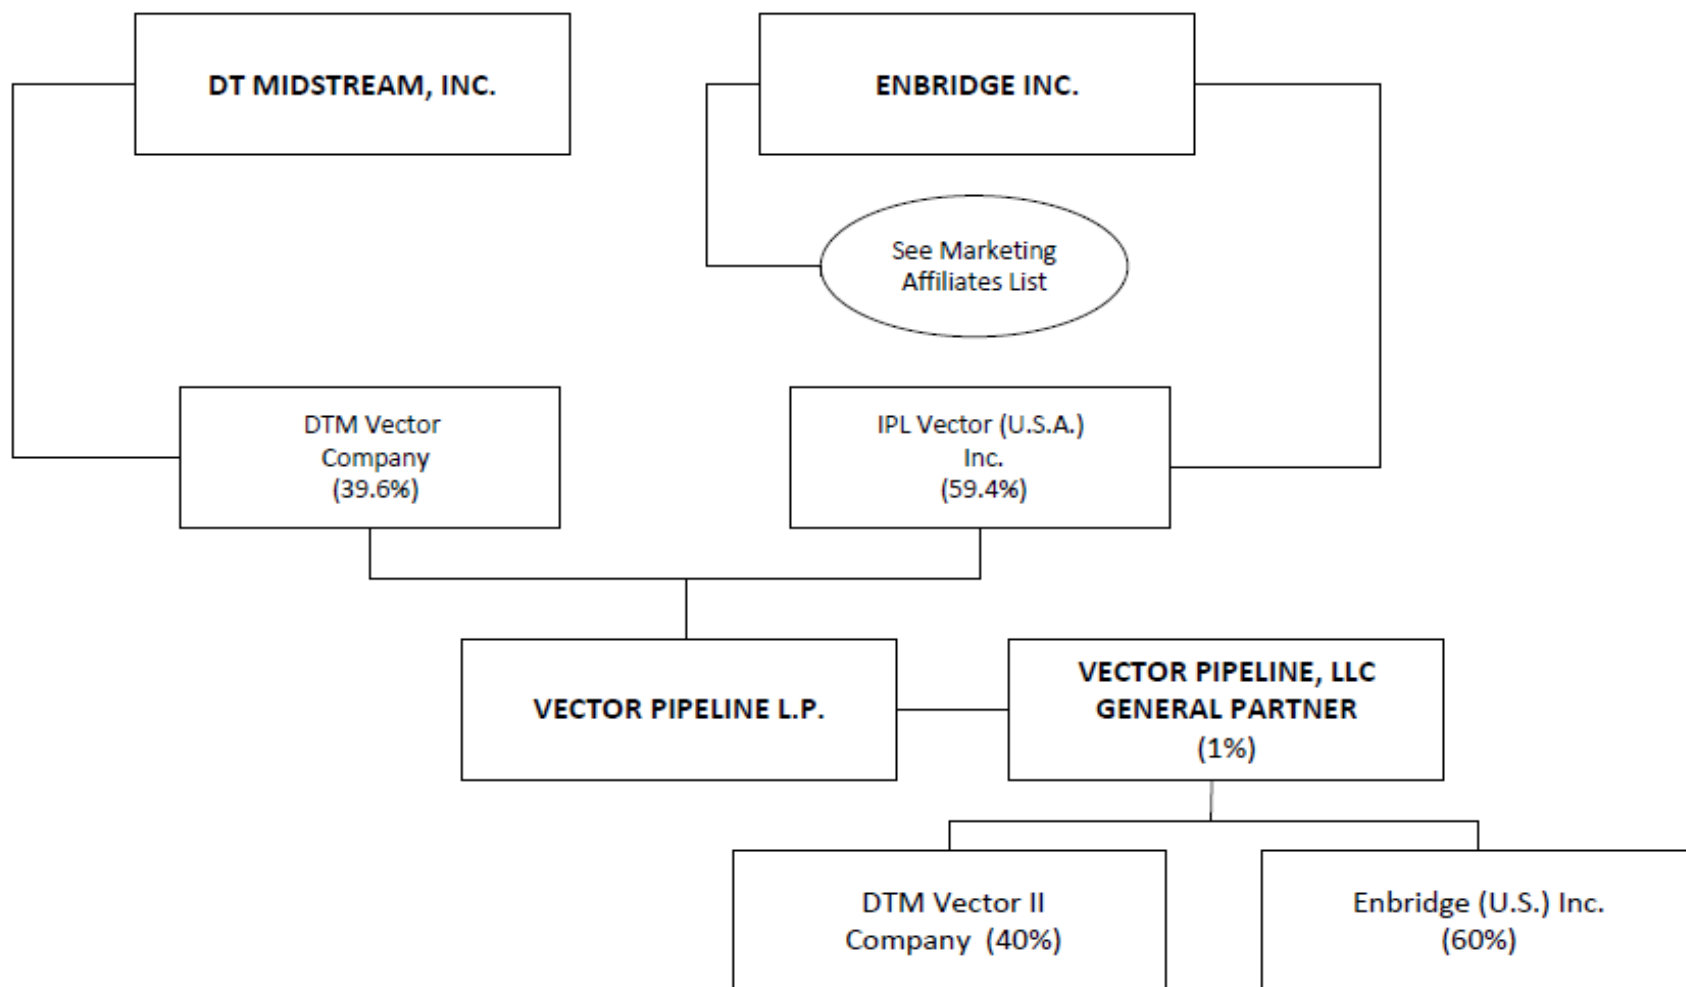 DT MIDSTREAM, INC.
ENBRIDGE INC.
See Marketing
Affiliates List
DTM Vector
Company
(39.6%)
IPL Vector (U.S.A.)
Inc.
(59.4%)
VECTOR PIPELINE L.P.
VECTOR PIPELINE, LLC
GENERAL PARTNER
(1%)
DTM Vector II
Company (40%)
Enbridge (U.S.) Inc.
(60%)